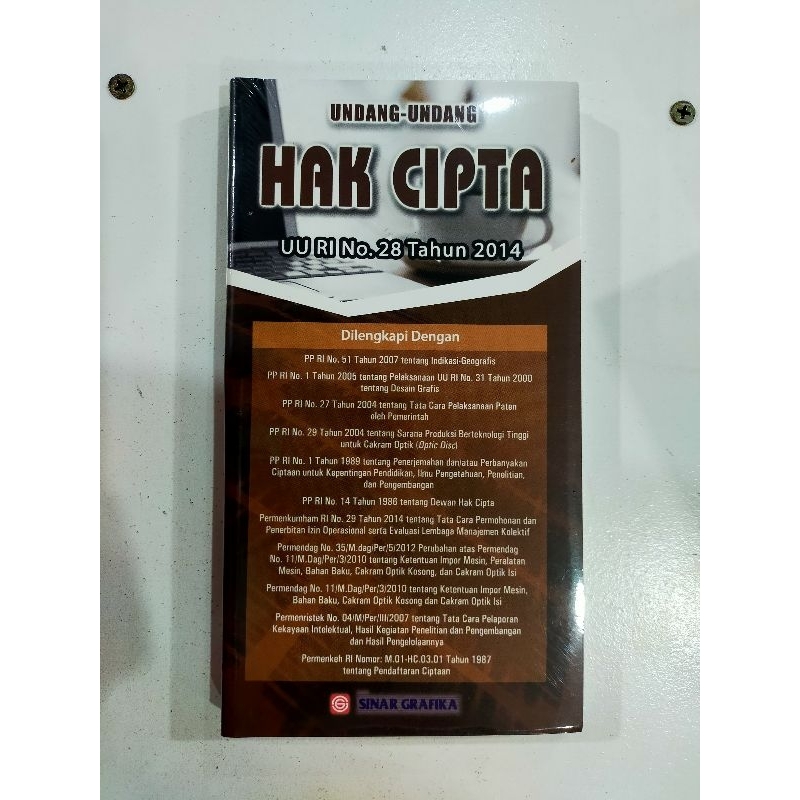 UNDANG-UNDANG
HAK CIPTA
UU RI No. 28 Tahun 2014
Dilengkapi Dengan
PP RI No. 51 Tahun 2007 tentang Indikasi-Geografis
PP RI No. 1 Tahun 2005 tentang Pelaksanaan UU RI No. 31 Tahun 2000
tentang Desain Grafis
PP RI No. 27 Tahun 2004 tentang Tata Cara Pelaksanaan Paten
oleh Pemerintah
PP RI No. 29 Tahun 2004 tentang Sarana Produksi Berteknologi Tinggi
untuk Cakram Optik (Optic Disc)
PP RI No. 1 Tahun 1989 tentang Penerjemahan dan/atau Perbanyakan
Ciptaan untuk Kepentingan Pendidikan, Ilmu Pengetahuan, Penelitian,
dan Pengembangan
PP RI No. 14 Tahun 1986 tentang Dewan Hak Cipta
Permenkumham RI No. 29 Tahun 2014 tentang Tata Cara Permohonan dan
Penerbitan Izin Operasional serta Evaluasi Lembaga Manajemen Kolektif
Permendag No. 35/M.dag/Per/5/2012 Perubahan atas Permendag
No. 11/M.Dag/Per/3/2010 tentang Ketentuan Impor Mesin, Peralatan
Mesin, Bahan Baku, Cakram Optik Kosong, dan Cakram Optik Isi
Permendag No. 11/M.Dag/Per/3/2010 tentang Ketentuan Impor Mesin,
Bahan Baku, Cakram Optik Kosong dan Cakram Optik Isi
Permenristek No. 04/M/Per/III/2007 tentang Tata Cara Pelaporan
Kekayaan Intelektual, Hasil Kegiatan Penelitian dan Pengembangan
dan Hasil Pengelolaannya
Permenkeh RI Nomor: M.01-HC.03.01 Tahun 1987
tentang Pendaftaran Ciptaan
SINAR GRAFIKA